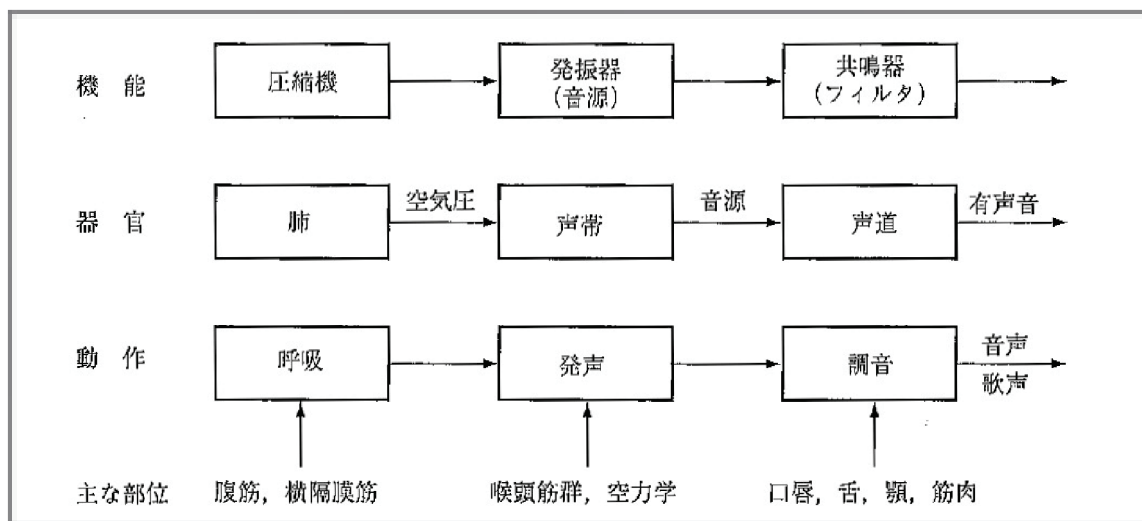 機 能 圧縮機 発振器 (音源) 共鳴器 (フィルタ)
空気圧 音源 有声音
器 官 肺 声帯 声道
動 作 呼吸 発声 調音 音声 歌声
主な部位 腹筋,横隔膜筋 喉頭筋群,空力学 口唇,舌,顎,筋肉